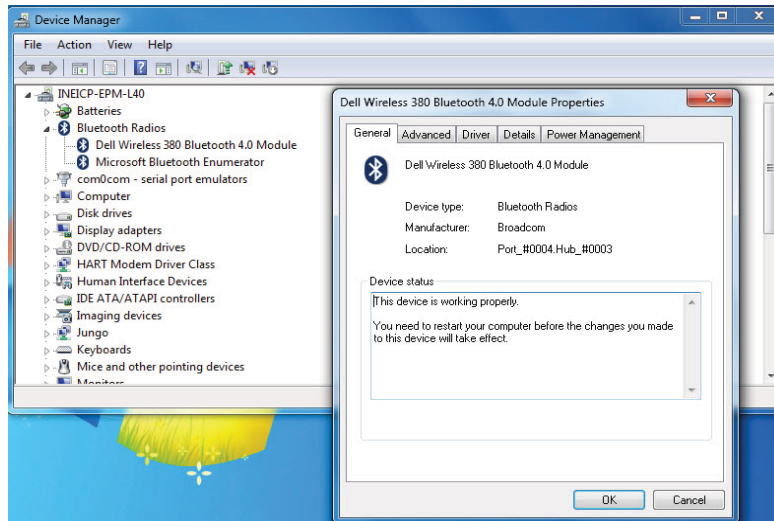 Device Manager
File Action View Help
INEICP-EPM-L40
Batteries
Bluetooth Radios
Dell Wireless 380 Bluetooth 4.0 Module
Microsoft Bluetooth Enumerator
com0com - serial port emulators
Computer
Disk drives
Display adapters
DVD/CD-ROM drives
HART Modem Driver Class
Human Interface Devices
IDE ATA/ATAPI controllers
Imaging devices
Jungo
Keyboards
Mice and other pointing devices
Monitors
Dell Wireless 380 Bluetooth 4.0 Module Properties
General Advanced Driver Details Power Management
Dell Wireless 380 Bluetooth 4.0 Module
Device type: Bluetooth Radios
Manufacturer: Broadcom
Location: Port_#0004.Hub_#0003
Device status
This device is working properly.
You need to restart your computer before the changes you made
to this device will take effect.
OK Cancel